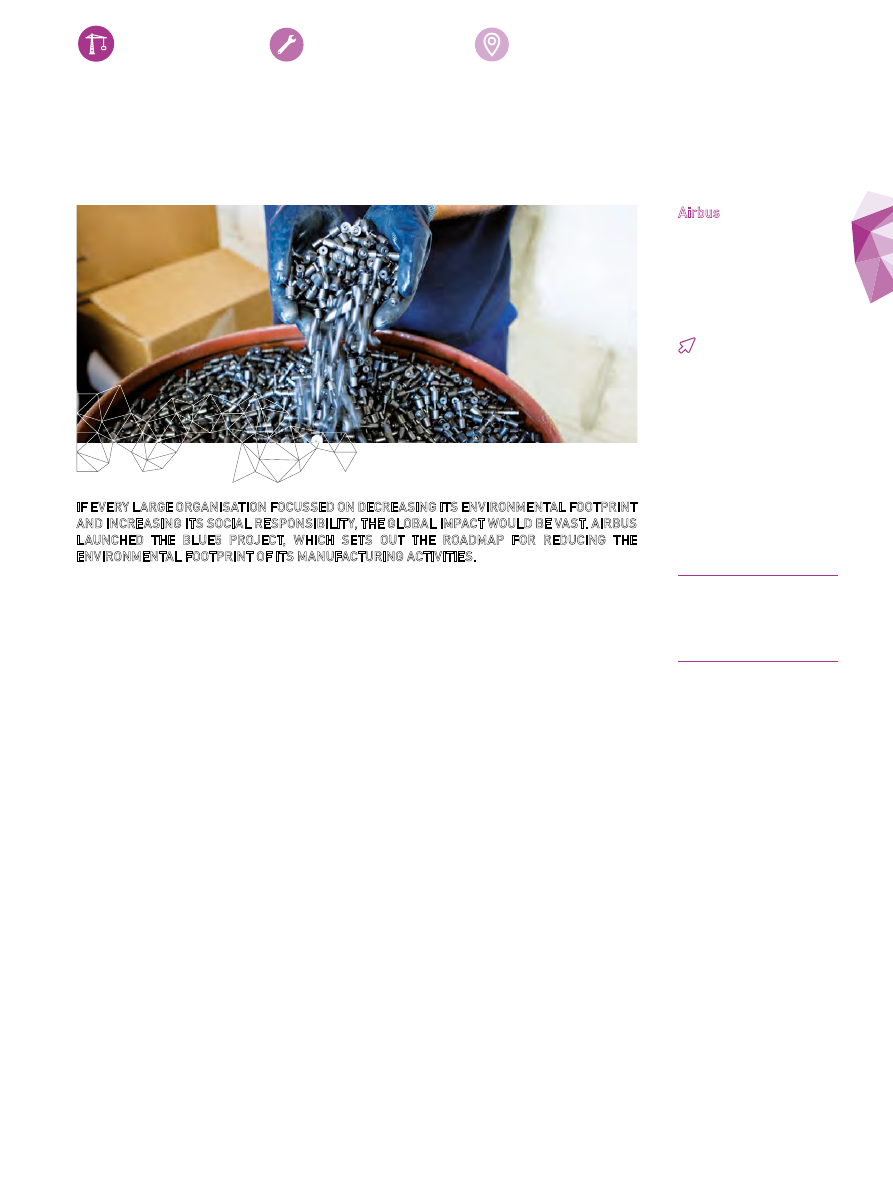 Airbus
IF EVERY LARGE ORGANISATION FOCUSSED ON DECREASING ITS ENVIRONMENTAL FOOTPRINT
AND INCREASING ITS SOCIAL RESPONSIBILITY, THE GLOBAL IMPACT WOULD BE VAST. AIRBUS
LAUNCHED THE BLUE5 PROJECT, WHICH SETS OUT THE ROADMAP FOR REDUCING THE
ENVIRONMENTAL FOOTPRINT OF ITS MANUFACTURING ACTIVITIES.